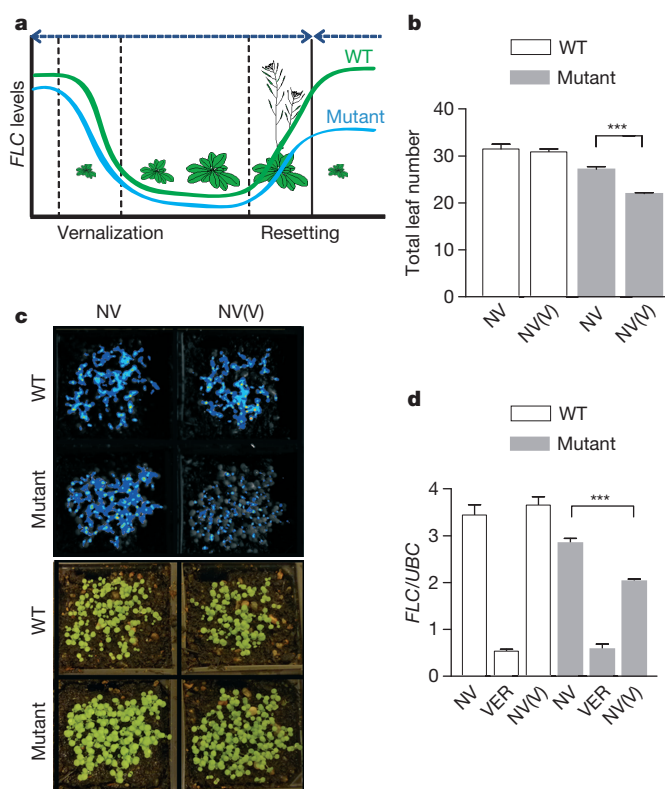 a
FLC levels
WT
Mutant
Vernalization
Resetting
b
WT
Mutant
Total leaf number
40
30
20
10
0
***
NV
NV(V)
NV
NV(V)
c
NV
NV(V)
WT
Mutant
WT
Mutant
d
WT
Mutant
FLC/UBC
4
3
2
1
0
***
NV
VER
NV(V)
NV
VER
NV(V)